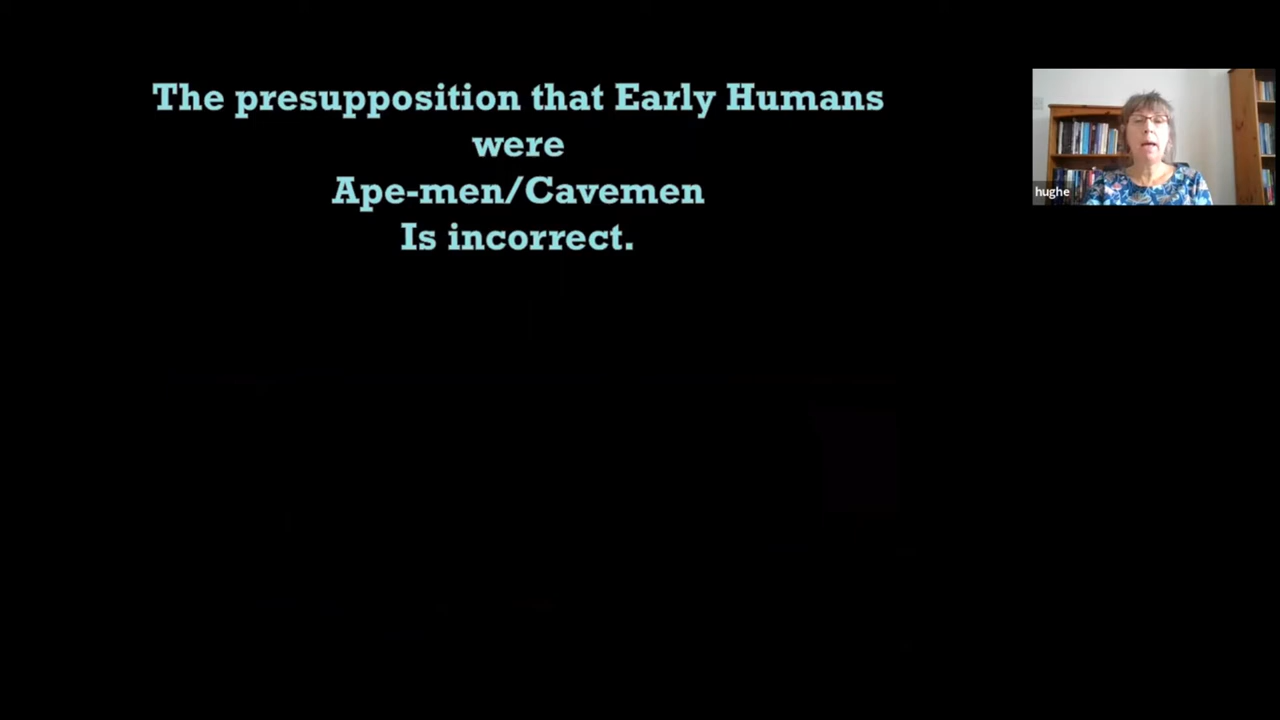 The presupposition that Early Humans
were
Ape-men/Cavemen
Is incorrect.
hughe